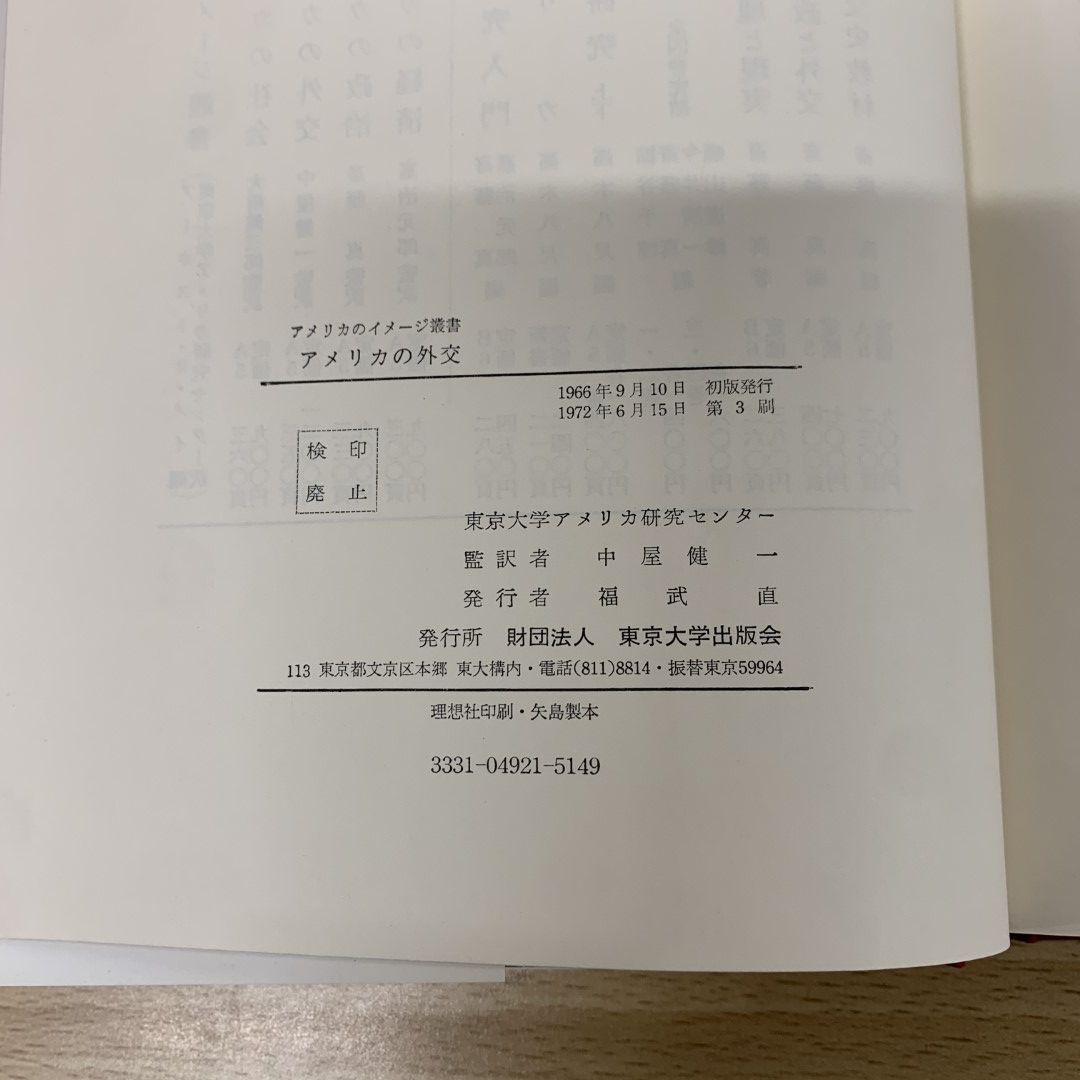 アメリカのイメージ叢書
アメリカの外交
1966年9月10日 初版発行
1972年6月15日 第3刷
検印
廃止
東京大学アメリカ研究センター
監訳者 中屋健一
発行者 福武直
発行所 財団法人 東京大学出版会
113 東京都文京区本郷 東大構内・電話(811)8814・振替東京59964
理想社印刷・矢島製本
3331-04921-5149